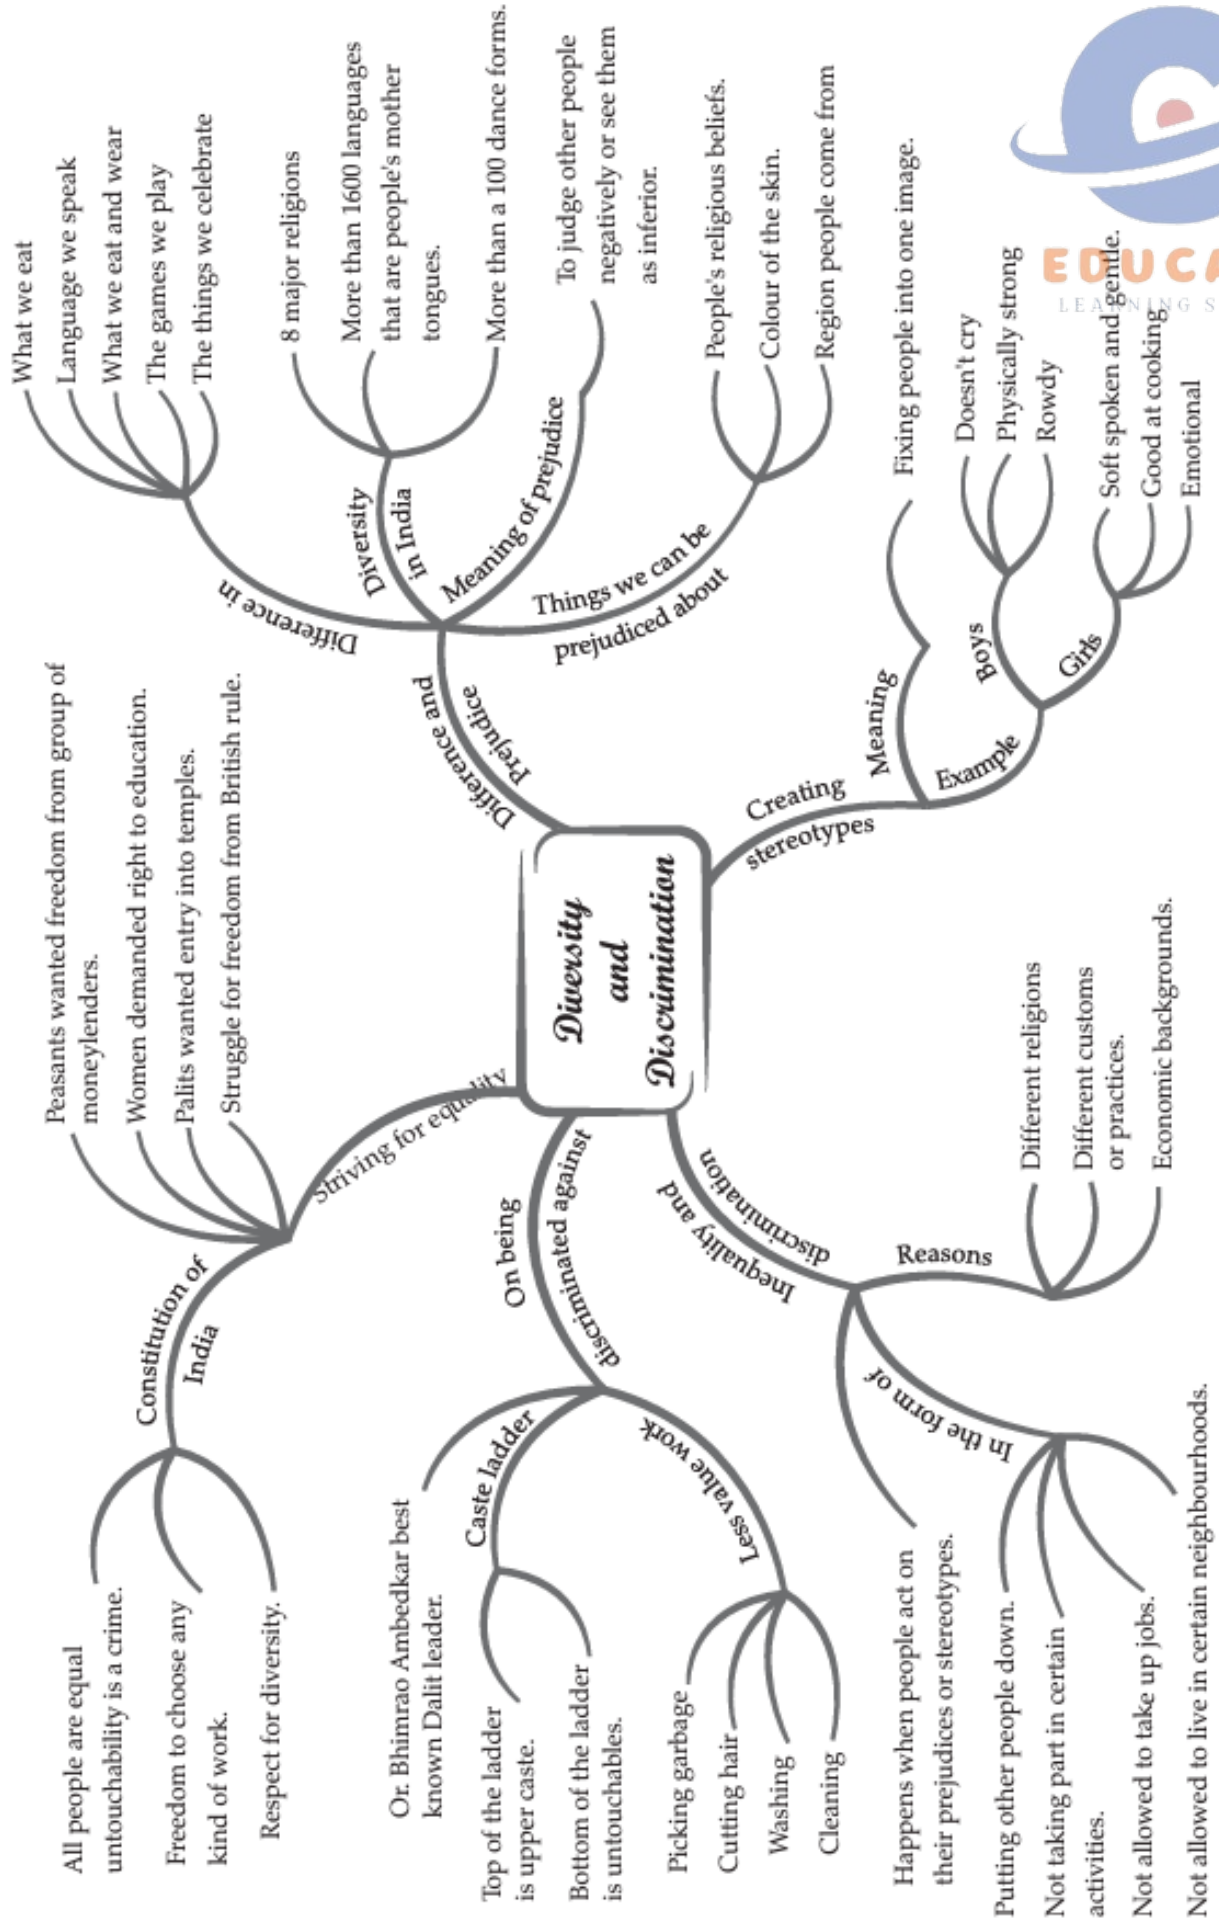 Diversity
and
Discrimination
Difference and
Prejudice
Difference in
What we eat
Language we speak
What we eat and wear
The games we play
The things we celebrate
Diversity
in India
8 major religions
More than 1600 languages
that are people's mother
tongues.
More than a 100 dance forms.
Meaning of prejudice
To judge other people
negatively or see them
as inferior.
Things we can be
prejudiced about
People's religious beliefs.
Colour of the skin.
Region people come from
Creating
stereotypes
Meaning
Fixing people into one image.
Example
Boys
Doesn't cry
Physically strong
Rowdy
Girls
Soft spoken and gentle.
Good at cooking
Emotional
Inequality and
discrimination
Reasons
Different religions
Different customs
or practices.
Economic backgrounds.
In the form of
Putting other people down.
Not taking part in certain
activities.
Not allowed to take up jobs.
Not allowed to live in certain neighbourhoods.
Happens when people act on
their prejudices or stereotypes.
On being
discriminated against
Or. Bhimrao Ambedkar best
known Dalit leader.
Caste ladder
Top of the ladder
is upper caste.
Bottom of the ladder
is untouchables.
Less value work
Picking garbage
Cutting hair
Washing
Cleaning
Striving for equality
Peasants wanted freedom from group of
moneylenders.
Women demanded right to education.
Palits wanted entry into temples.
Struggle for freedom from British rule.
Constitution of
India
All people are equal
untouchability is a crime.
Freedom to choose any
kind of work.
Respect for diversity.
EDUCA
LEARNING S